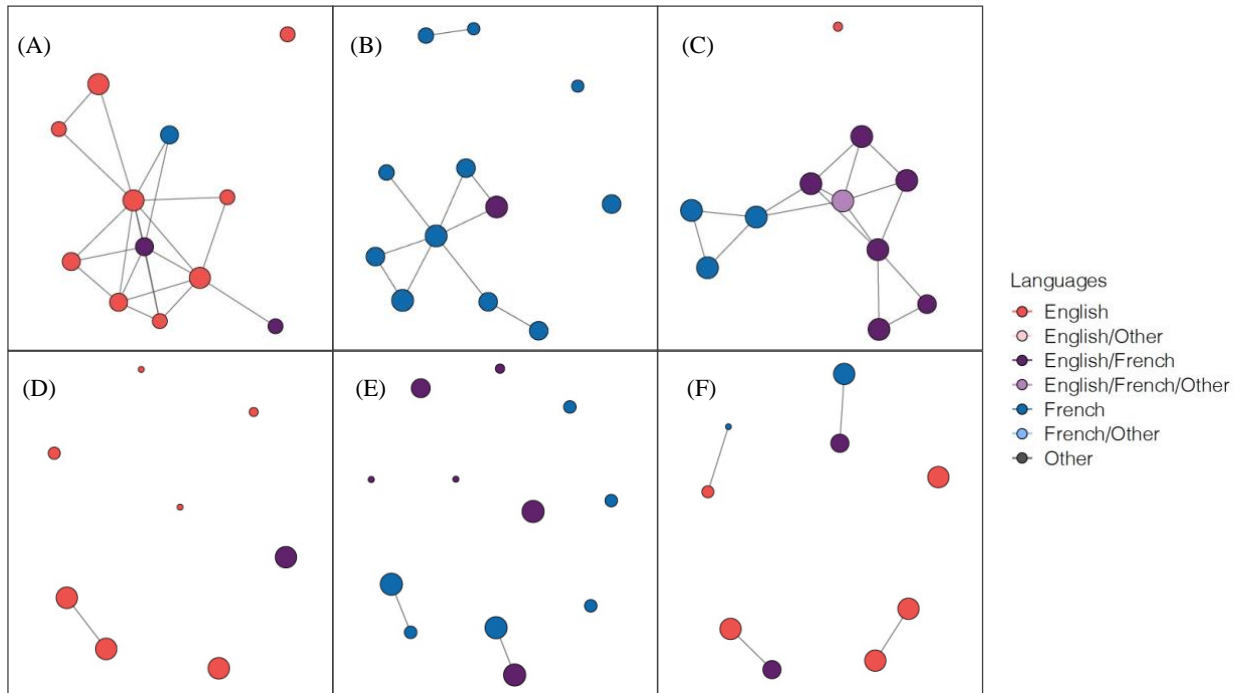 (A)
(B)
(C)
(D)
(E)
(F)
Languages
English
English/Other
English/French
English/French/Other
French
French/Other
Other